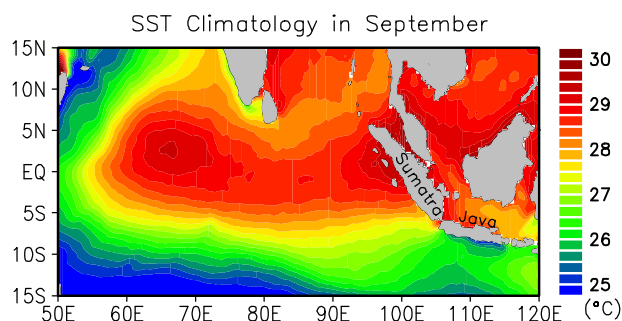 SST Climatology in September
15N
10N
5N
EQ
5S
10S
15S
50E 60E 70E 80E 90E 100E 110E 120E
Sumatra
Java
30
29
28
27
26
25
(°C)